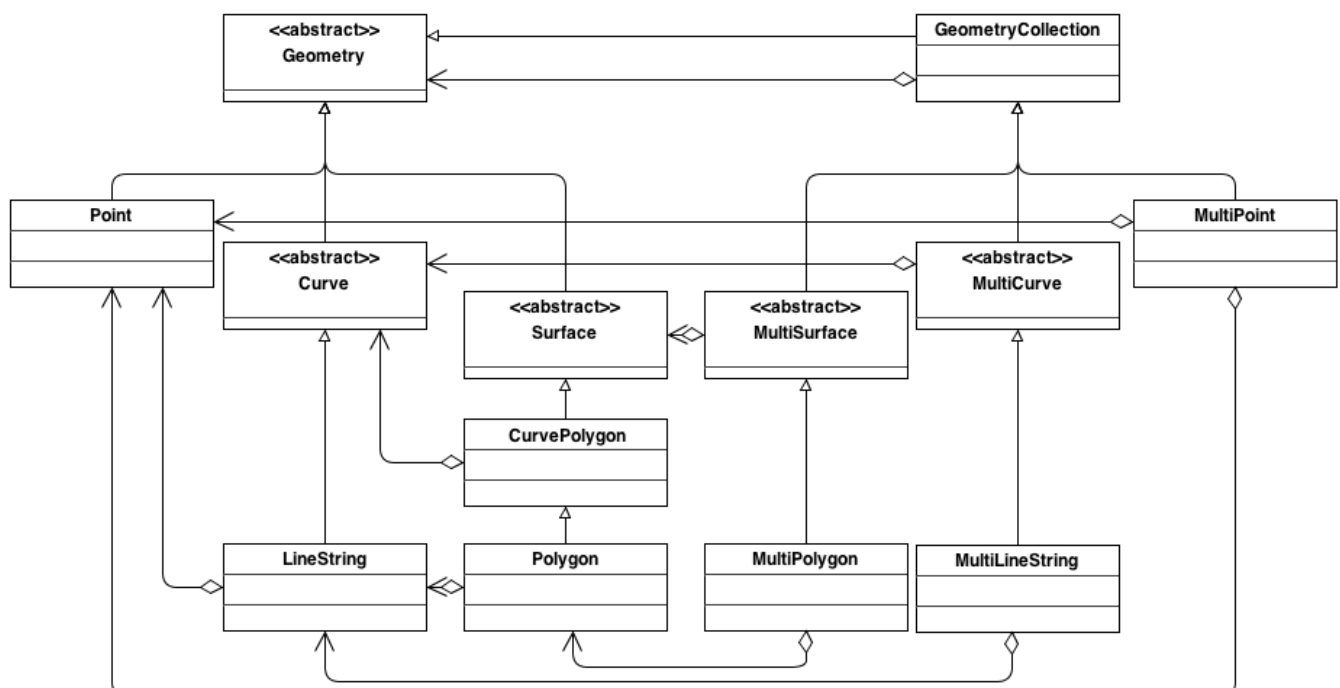 <<abstract>>
Geometry
GeometryCollection
Point
MultiPoint
<<abstract>>
Curve
<<abstract>>
MultiCurve
<<abstract>>
Surface
<<abstract>>
MultiSurface
CurvePolygon
LineString
Polygon
MultiPolygon
MultiLineString